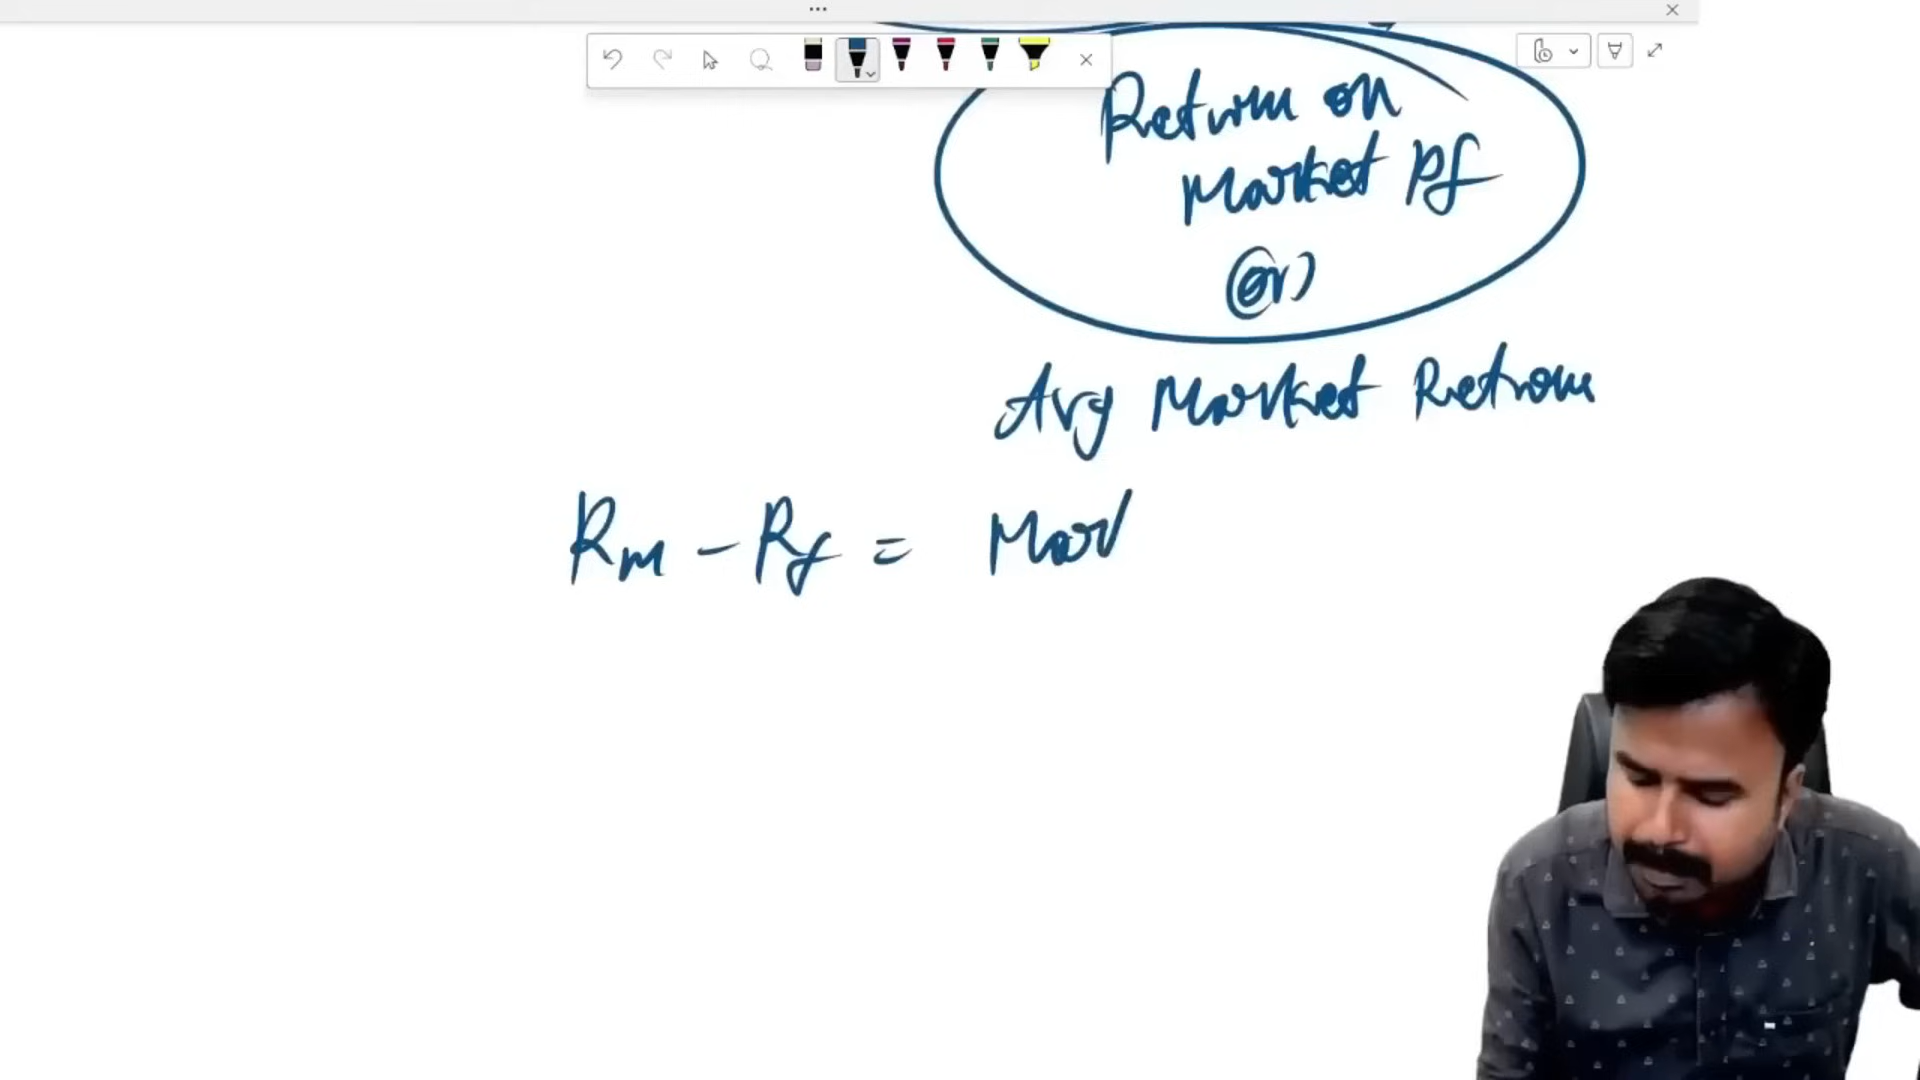 Return on
Market Pf
(or)
Avg Market Return
Rm - Rf = Mar